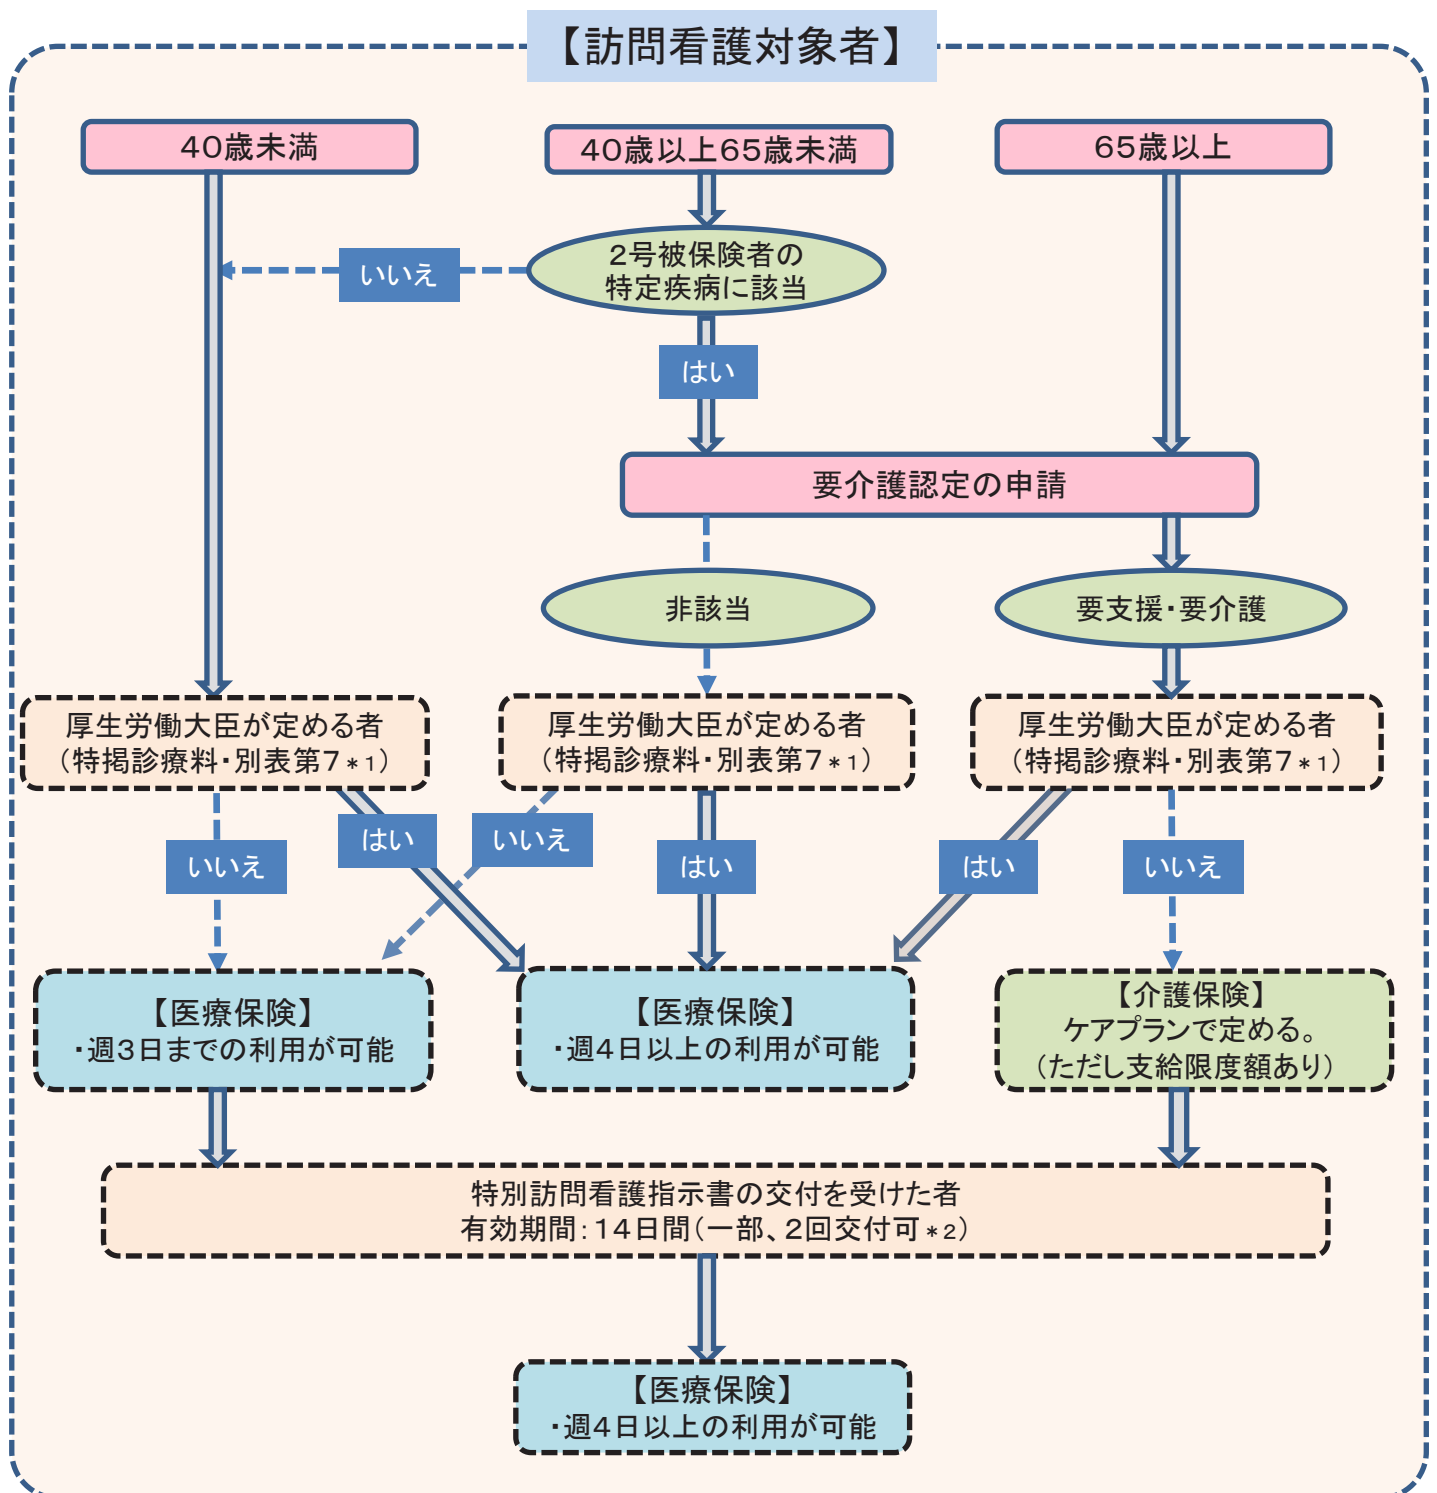 【訪問看護対象者】
40歳未満
40歳以上65歳未満
65歳以上
2号被保険者の
特定疾病に該当
いいえ
はい
要介護認定の申請
非該当
要支援・要介護
厚生労働大臣が定める者
（特掲診療料・別表第7＊1）
厚生労働大臣が定める者
（特掲診療料・別表第7＊1）
厚生労働大臣が定める者
（特掲診療料・別表第7＊1）
いいえ
はい
いいえ
はい
はい
いいえ
【医療保険】
・週3日までの利用が可能
【医療保険】
・週4日以上の利用が可能
【介護保険】
ケアプランで定める。
（ただし支給限度額あり）
特別訪問看護指示書の交付を受けた者
有効期間：14日間（一部、2回交付可＊2）
【医療保険】
・週4日以上の利用が可能